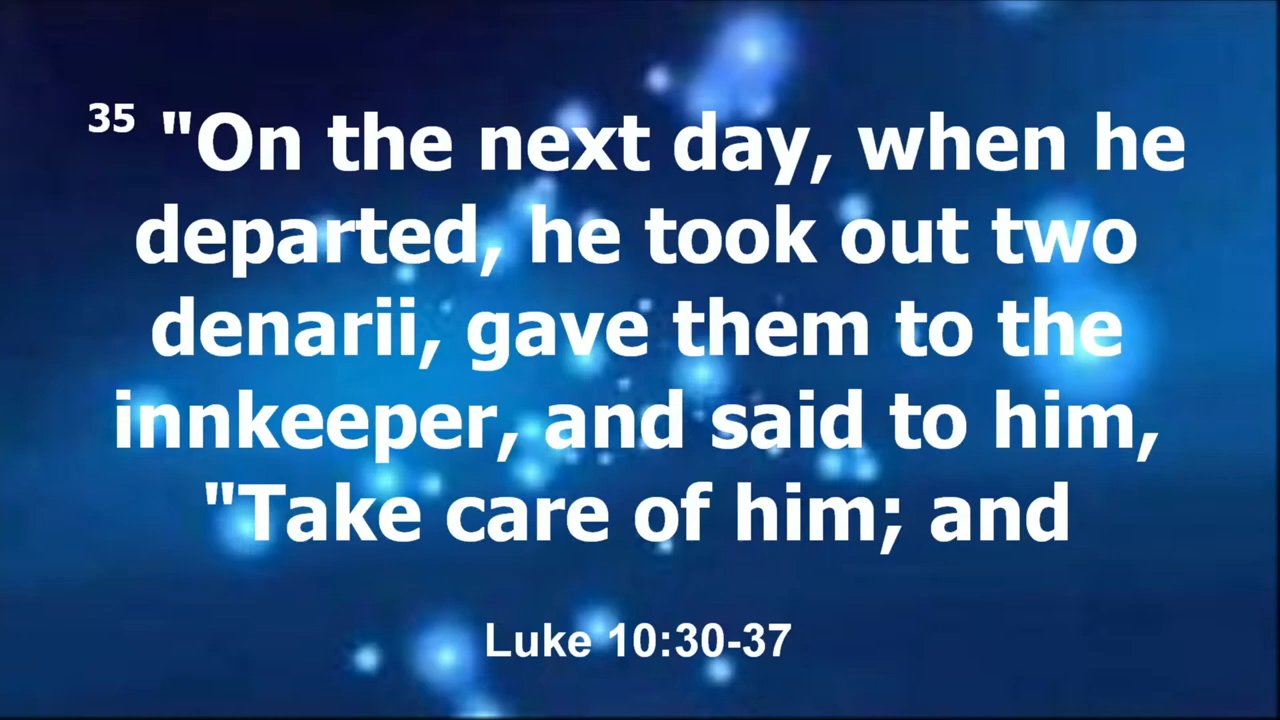 35 "On the next day, when he
departed, he took out two
denarii, gave them to the
innkeeper, and said to him,
"Take care of him; and
Luke 10:30-37